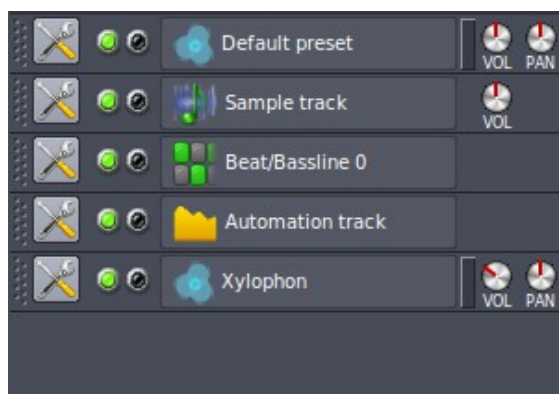 Default preset
VOL PAN
Sample track
VOL
Beat/Bassline 0
Automation track
Xylophon
VOL PAN